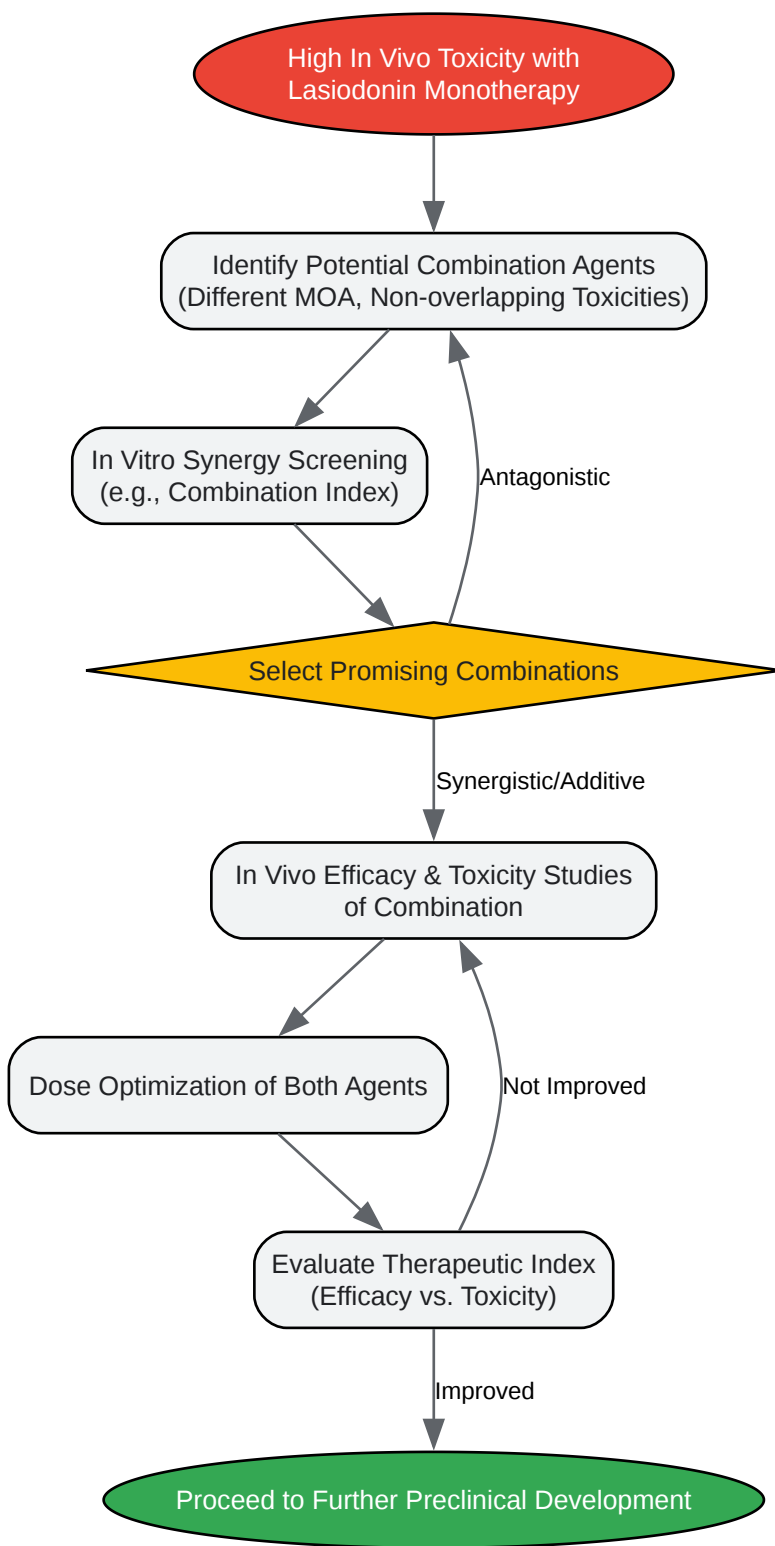 High In Vivo Toxicity with
Lasiodonin Monotherapy
Identify Potential Combination Agents
(Different MOA, Non-overlapping Toxicities)
In Vitro Synergy Screening
(e.g., Combination Index)
Antagonistic
Select Promising Combinations
Synergistic/Additive
In Vivo Efficacy & Toxicity Studies
of Combination
Dose Optimization of Both Agents
Not Improved
Evaluate Therapeutic Index
(Efficacy vs. Toxicity)
Improved
Proceed to Further Preclinical Development